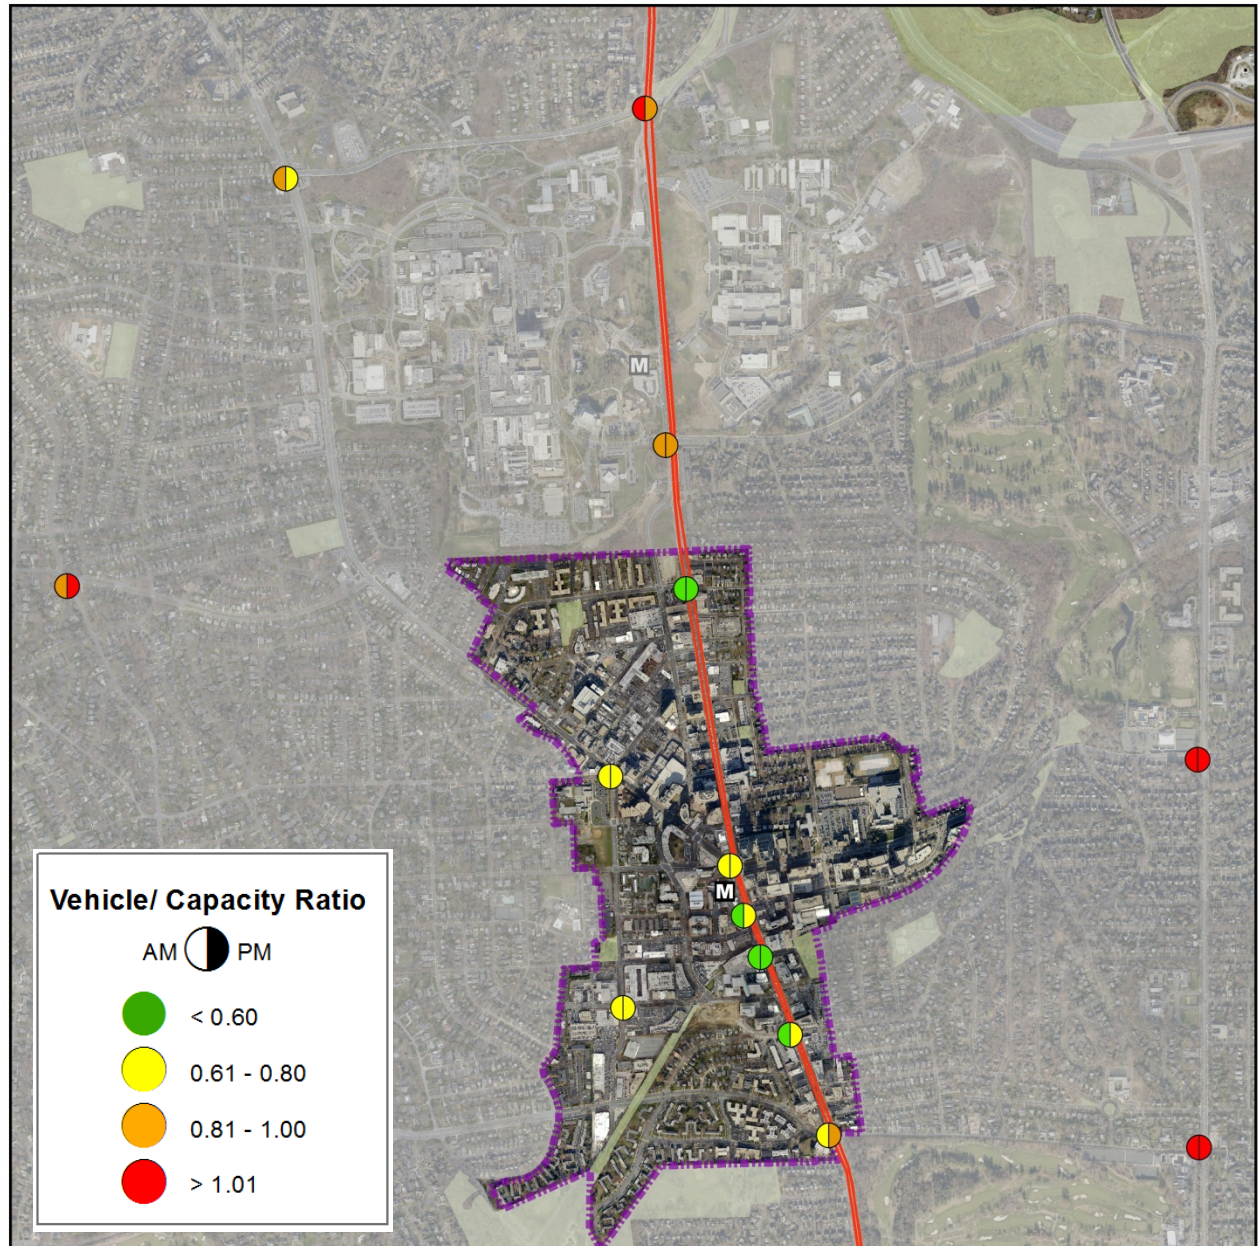 M
M
Vehicle/ Capacity Ratio
AM PM
< 0.60
0.61 - 0.80
0.81 - 1.00
> 1.01